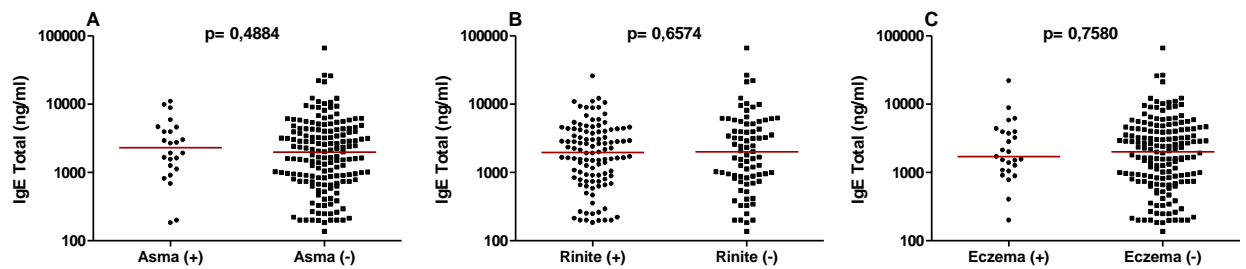 A
p= 0,4884
IgE Total (ng/ml)
100000
10000
1000
100
Asma (+)
Asma (-)
B
p= 0,6574
IgE Total (ng/ml)
100000
10000
1000
100
Rinite (+)
Rinite (-)
C
p= 0,7580
IgE Total (ng/ml)
100000
10000
1000
100
Eczema (+)
Eczema (-)